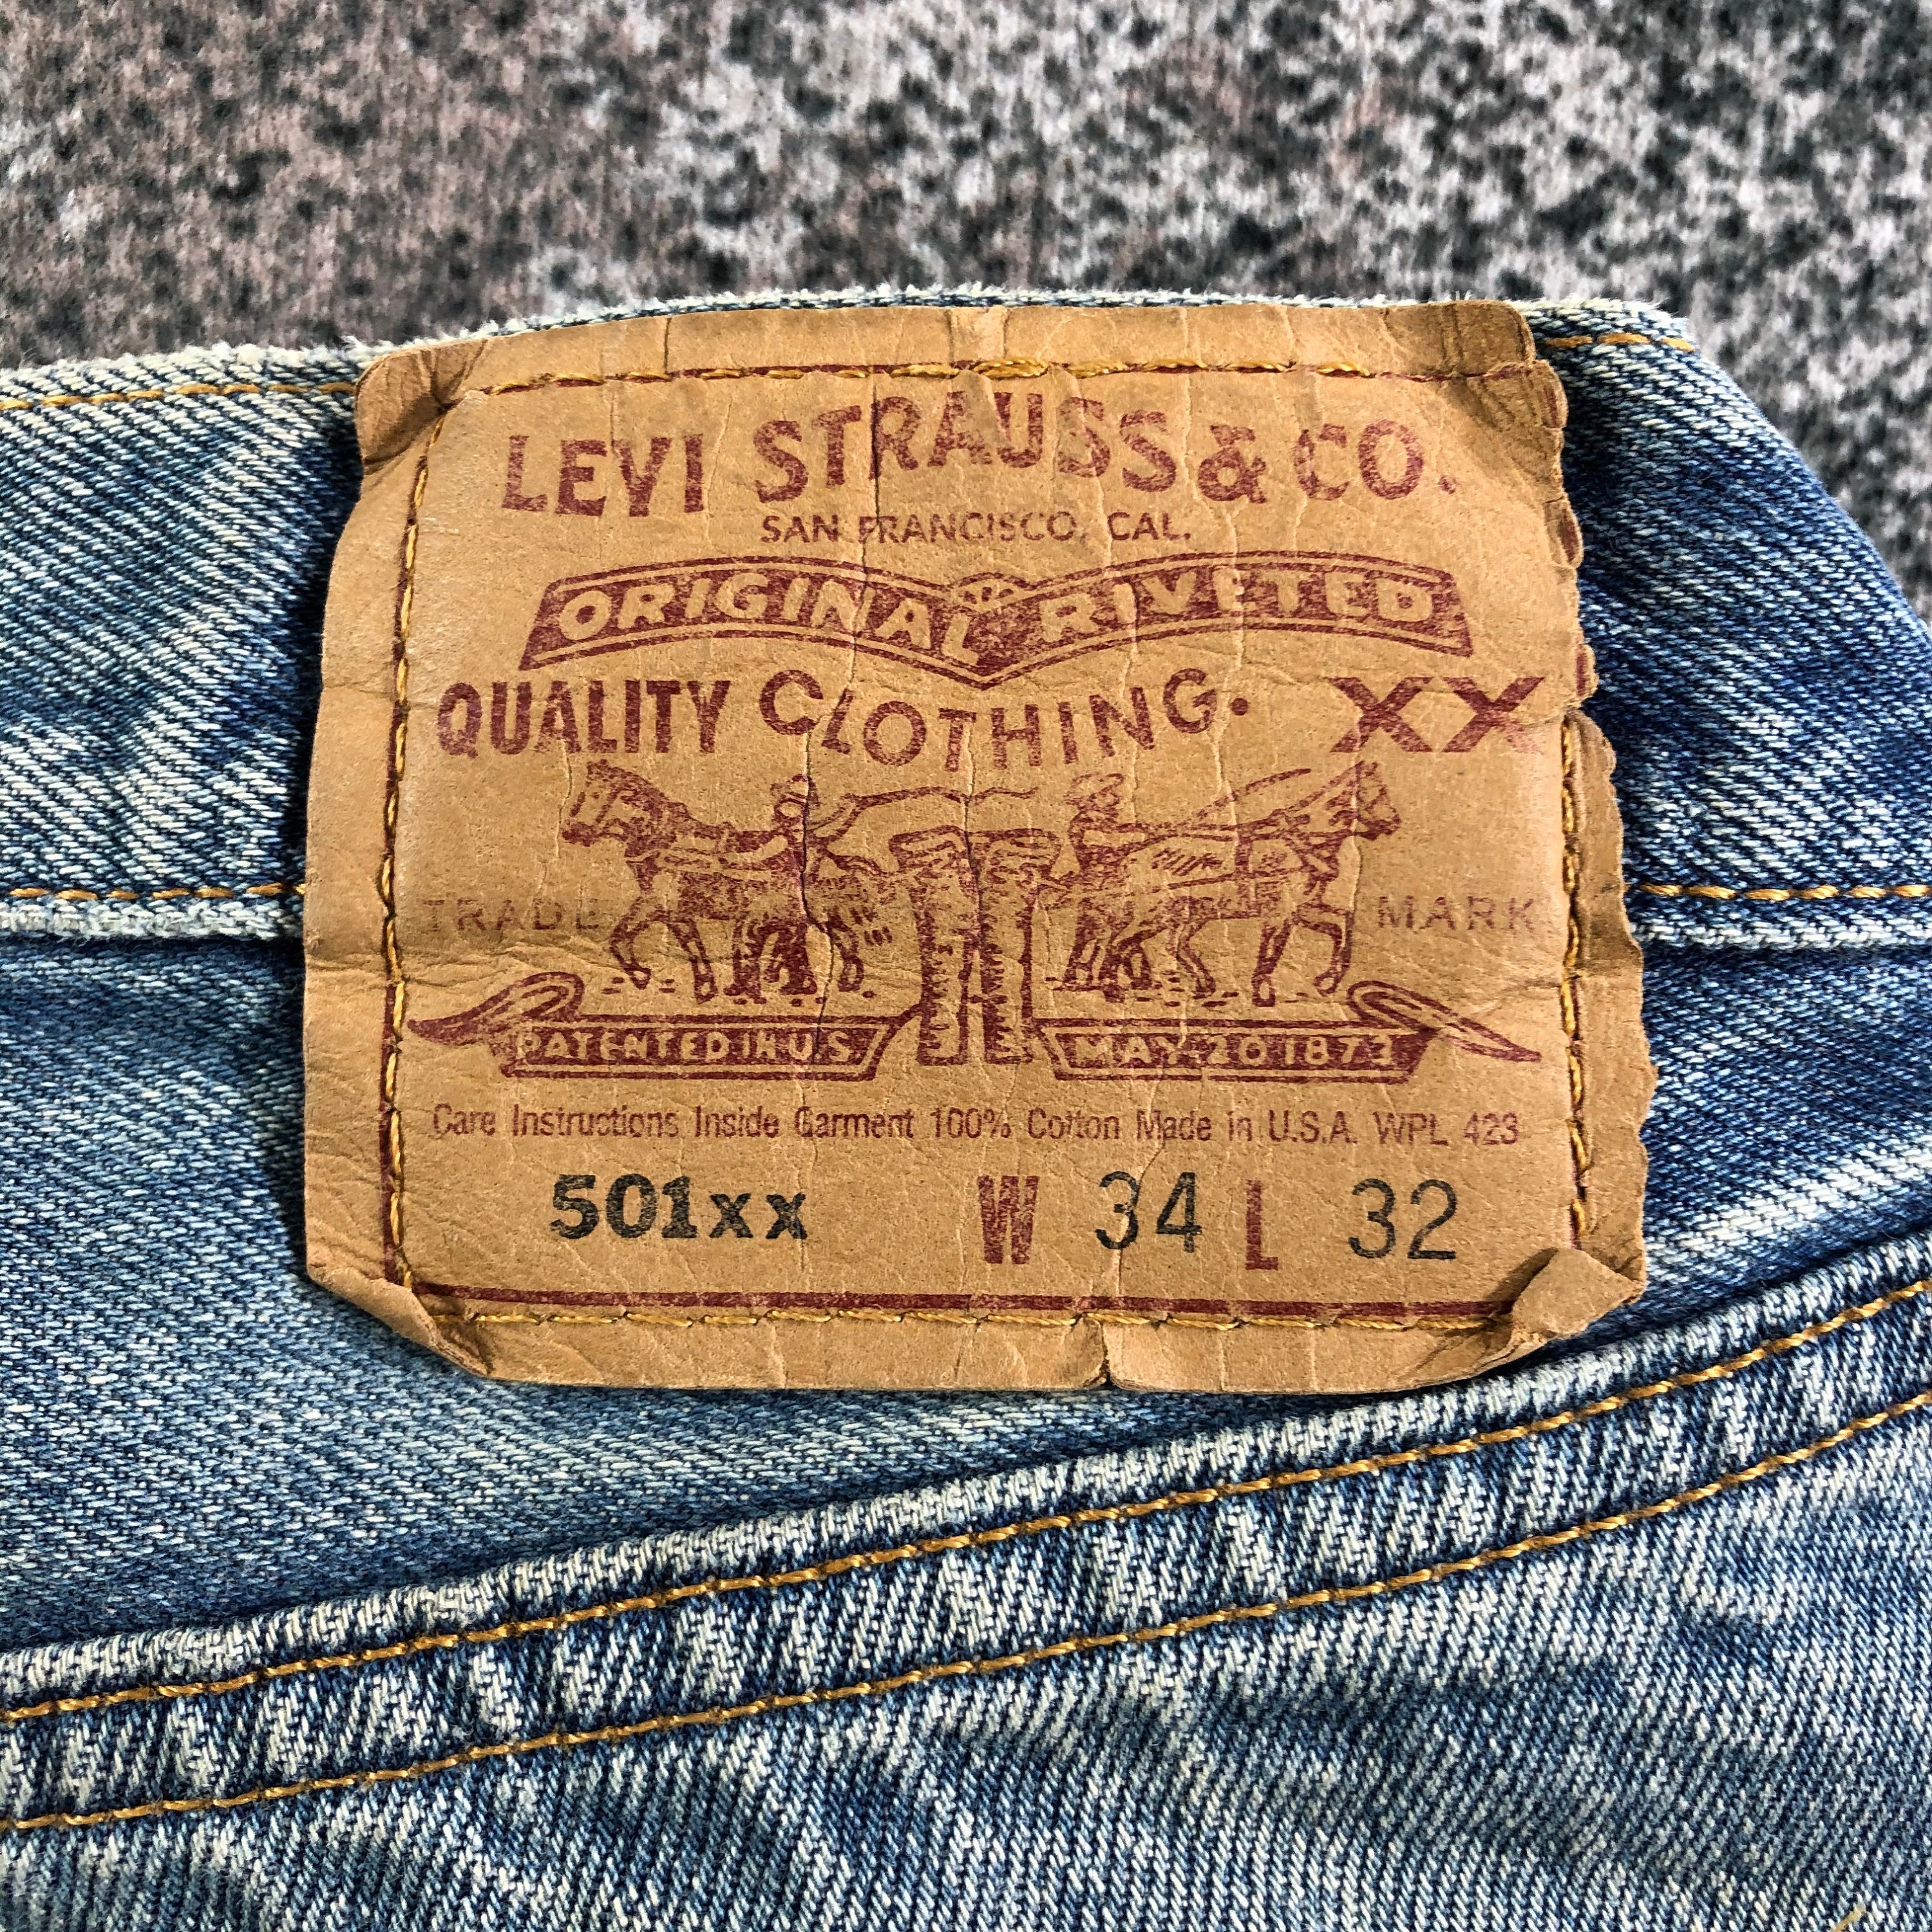 LEVI STRAUSS & CO.
SAN FRANCISCO, CAL.
ORIGINAL RIVETED
QUALITY CLOTHING. XX
TRADE MARK
PATENTED IN U.S. MAY 20 1873
Care Instructions Inside Garment 100% Cotton Made in U.S.A. WPL 423
501xx W 34 L 32